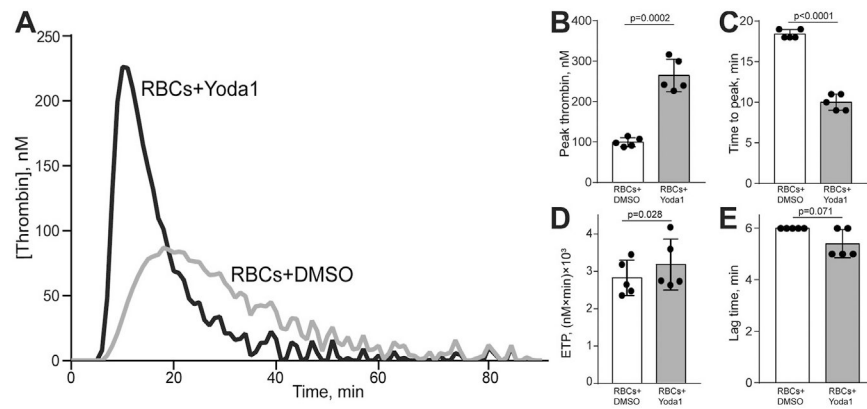 A
250
200
150
100
50
0
[Thrombin], nM
RBCs+Yoda1
RBCs+DMSO
0
20
40
60
80
Time, min
B
p=0.0002
400
300
200
100
0
Peak thrombin, nM
RBCs+
DMSO
RBCs+
Yoda1
C
p<0.0001
20
15
10
5
0
Time to peak, min
RBCs+
DMSO
RBCs+
Yoda1
D
p=0.028
4
3
2
1
0
ETP, (nM×min)×10³
RBCs+
DMSO
RBCs+
Yoda1
E
p=0.071
6
4
2
0
Lag time, min
RBCs+
DMSO
RBCs+
Yoda1